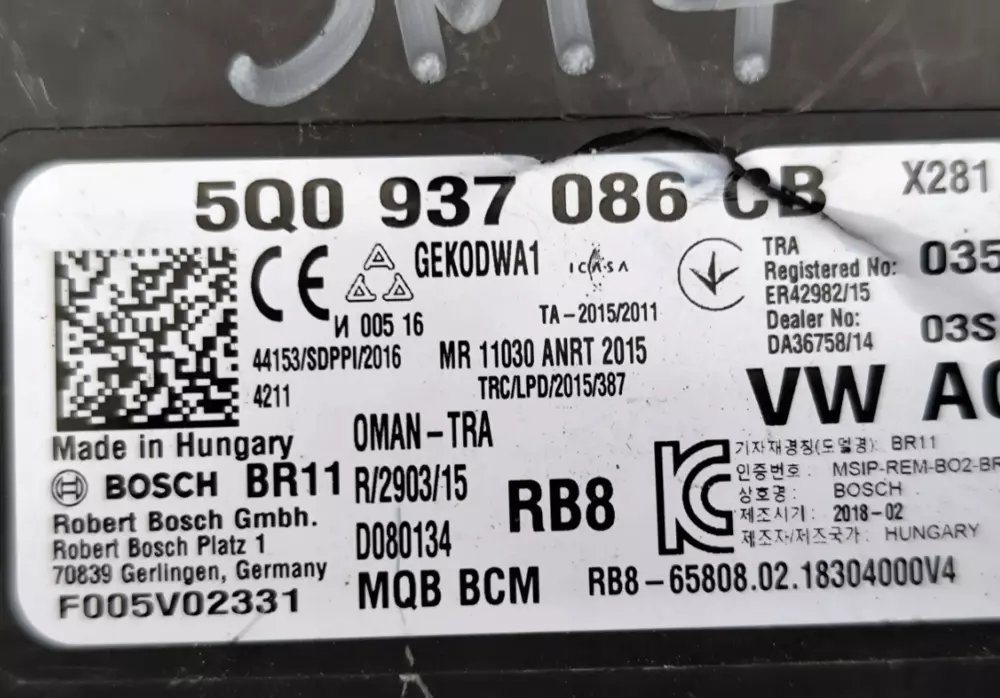 5M4
5Q0 937 086 CB X281
CE GEKODWA1 ICASA TRA
Registered No: 035
ER42982/15
И 005 16 TA-2015/2011 Dealer No: 03S
DA36758/14
44153/SDPPI/2016 MR 11030 ANRT 2015
4211 TRC/LPD/2015/387 VW AG
Made in Hungary OMAN-TRA
BOSCH BR11 R/2903/15 RB8
Robert Bosch Gmbh.
Robert Bosch Platz 1 D080134
70839 Gerlingen, Germany
F005V02331 MQB BCM
기자재명칭(모델명): BR11
인증번호: MSIP-REM-BO2-BR
상호명: BOSCH
제조시기: 2018-02
제조자/제조국가: HUNGARY
RB8-65808.02.18304000V4